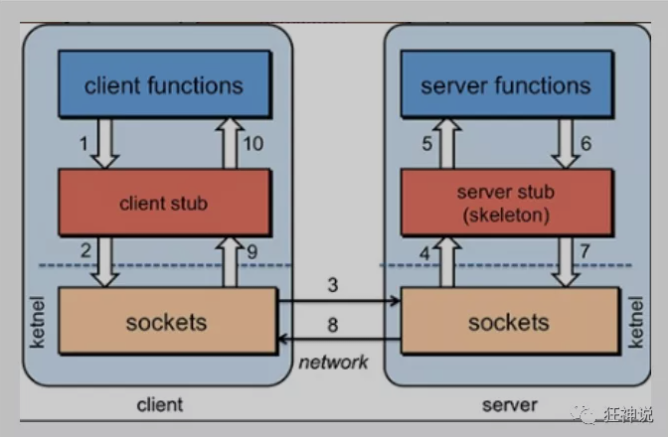 client functions
server functions
1
10
5
6
client stub
server stub
(skeleton)
2
9
4
7
ketnel
sockets
3
8
network
sockets
ketnel
client
server
狂神说